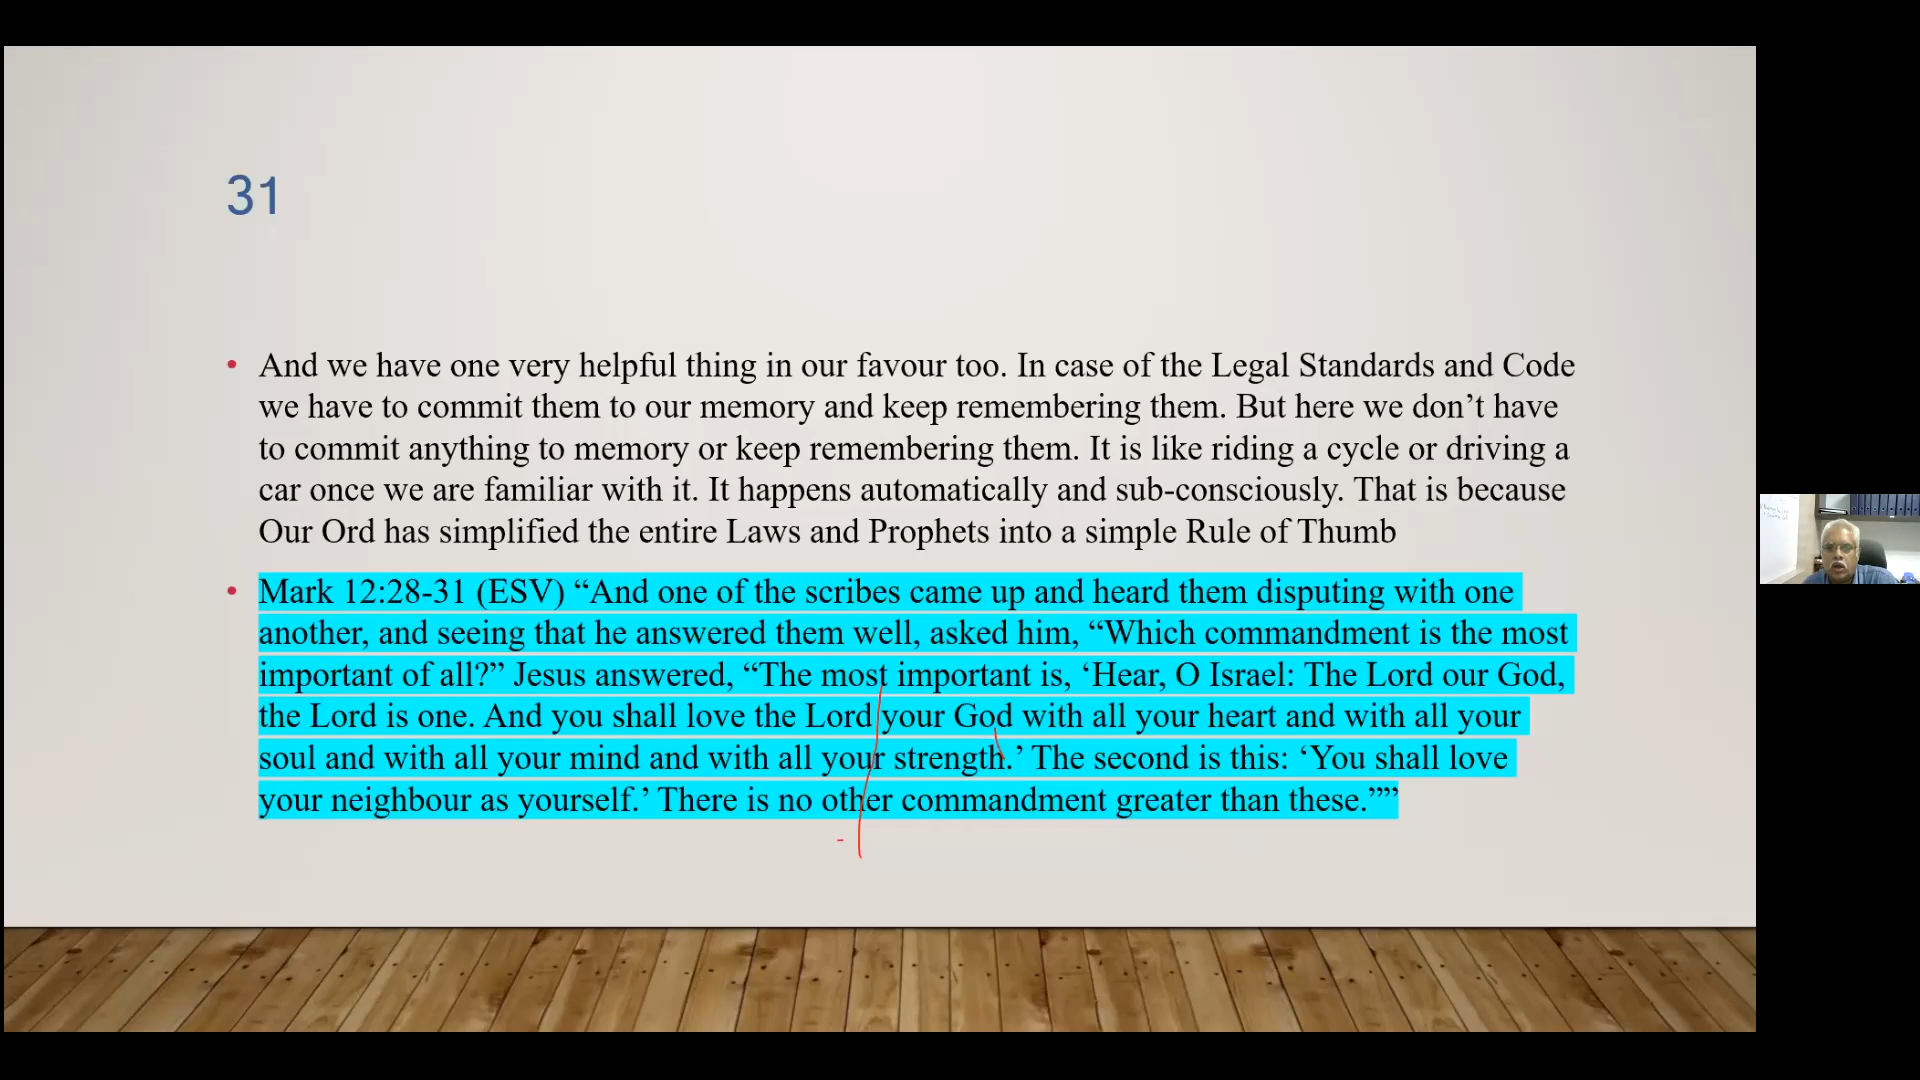 31
• And we have one very helpful thing in our favour too. In case of the Legal Standards and Code
we have to commit them to our memory and keep remembering them. But here we don’t have
to commit anything to memory or keep remembering them. It is like riding a cycle or driving a
car once we are familiar with it. It happens automatically and sub-consciously. That is because
Our Ord has simplified the entire Laws and Prophets into a simple Rule of Thumb
• Mark 12:28-31 (ESV) “And one of the scribes came up and heard them disputing with one
another, and seeing that he answered them well, asked him, “Which commandment is the most
important of all?” Jesus answered, “The most important is, ‘Hear, O Israel: The Lord our God,
the Lord is one. And you shall love the Lord your God with all your heart and with all your
soul and with all your mind and with all your strength.’ The second is this: ‘You shall love
your neighbour as yourself.’ There is no other commandment greater than these.””